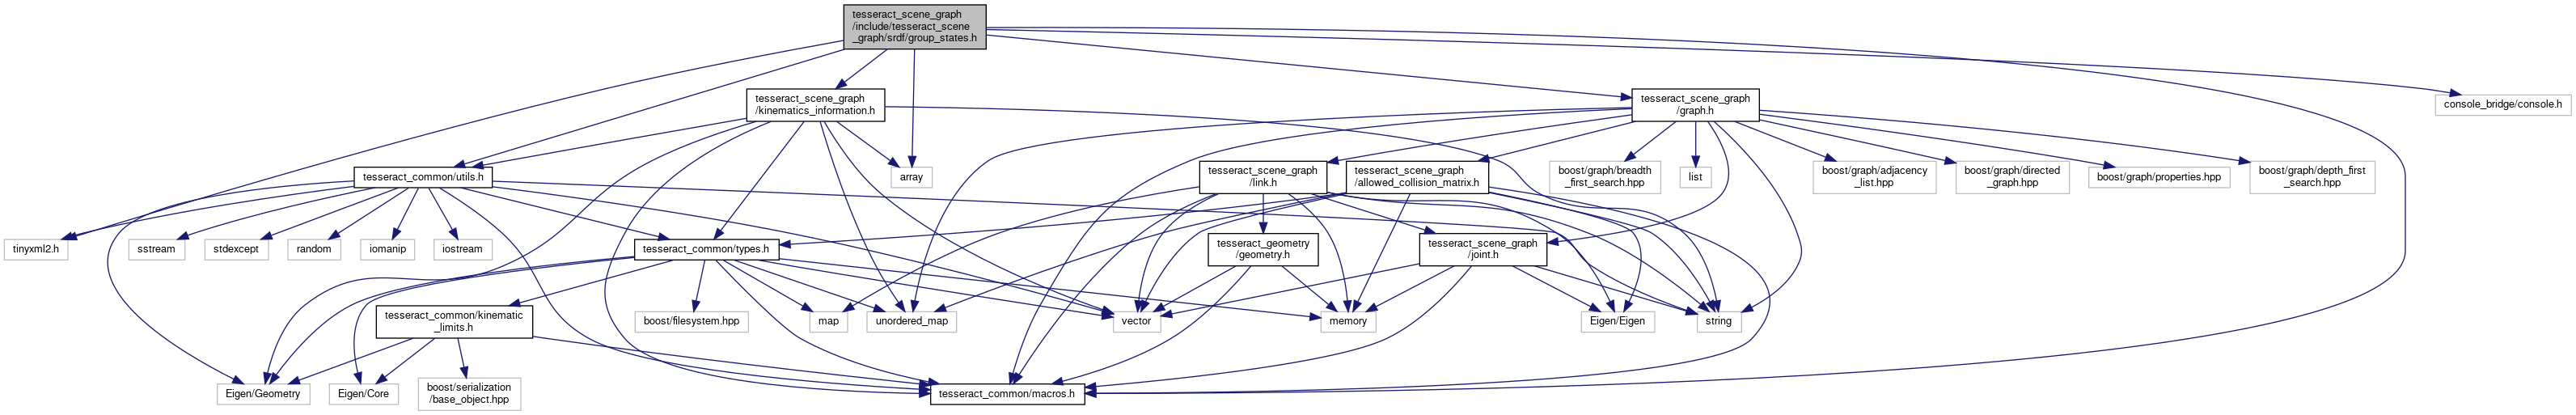 tesseract_scene_graph
/include/tesseract_scene
_graph/srdf/group_states.h
tesseract_scene_graph
/kinematics_information.h
tesseract_scene_graph
/graph.h
console_bridge/console.h
tesseract_common/utils.h
array
tesseract_scene_graph
/link.h
tesseract_scene_graph
/allowed_collision_matrix.h
boost/graph/breadth
_first_search.hpp
list
boost/graph/adjacency
_list.hpp
boost/graph/directed
_graph.hpp
boost/graph/properties.hpp
boost/graph/depth_first
_search.hpp
tinyxml2.h
sstream
stdexcept
random
iomanip
iostream
tesseract_common/types.h
tesseract_geometry
/geometry.h
tesseract_scene_graph
/joint.h
tesseract_common/kinematic
_limits.h
boost/filesystem.hpp
map
unordered_map
vector
memory
Eigen/Eigen
string
Eigen/Geometry
Eigen/Core
boost/serialization
/base_object.hpp
tesseract_common/macros.h